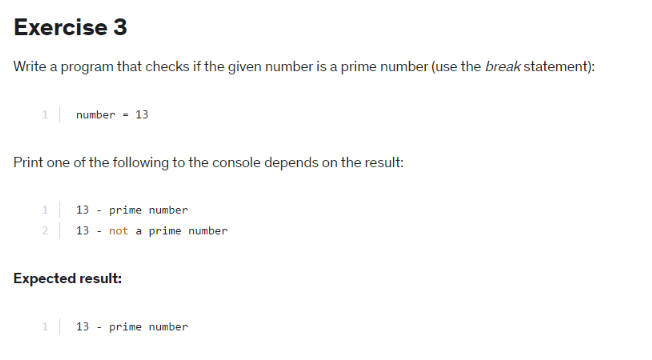 Exercise 3
Write a program that checks if the given number is a prime number (use the break statement):
1 number = 13
Print one of the following to the console depends on the result:
1 13 - prime number
2 13 - not a prime number
Expected result:
1 13 - prime number